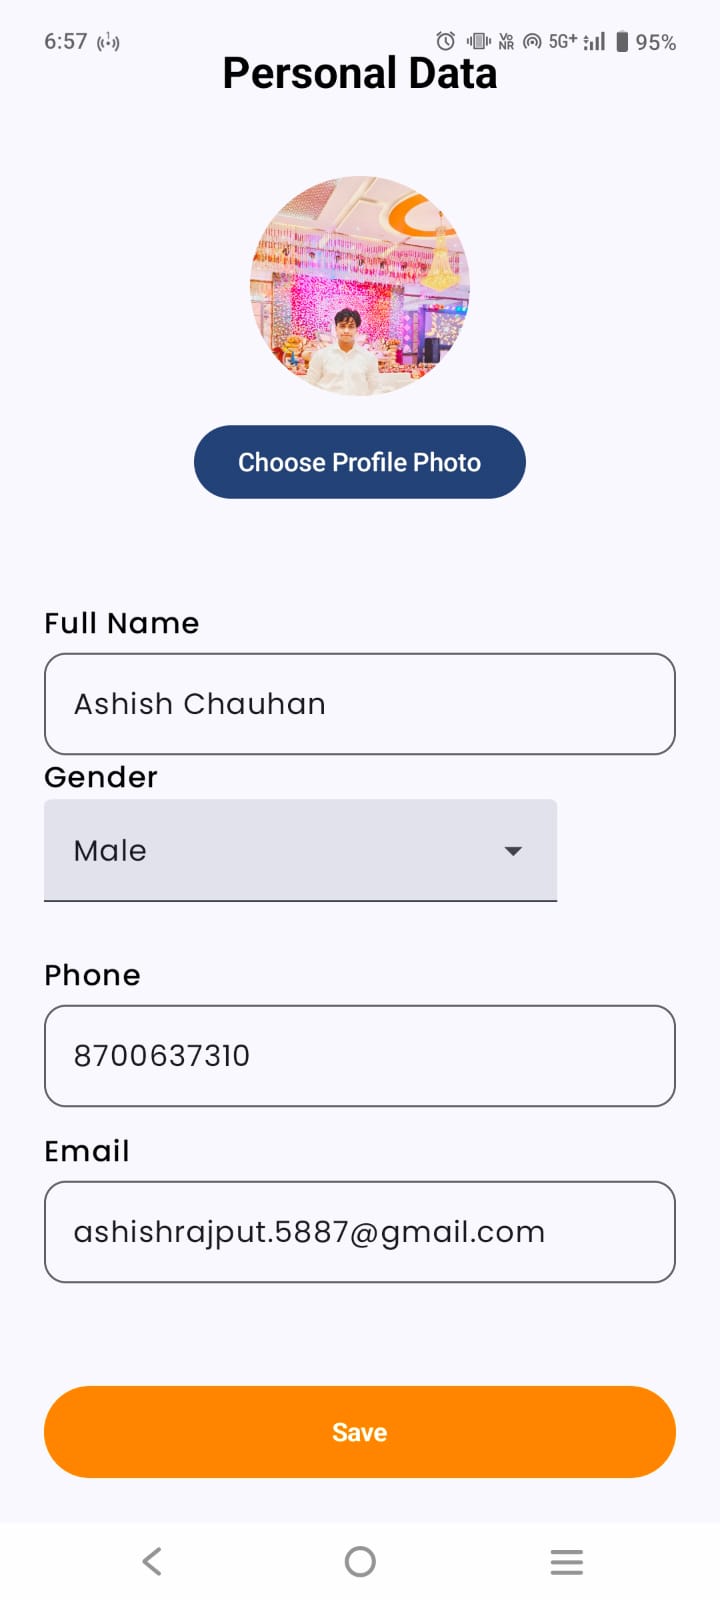 6:57 VoNR 5G+ 95%
Personal Data
Choose Profile Photo
Full Name
Ashish Chauhan
Gender
Male
Phone
8700637310
Email
ashishrajput.5887@gmail.com
Save